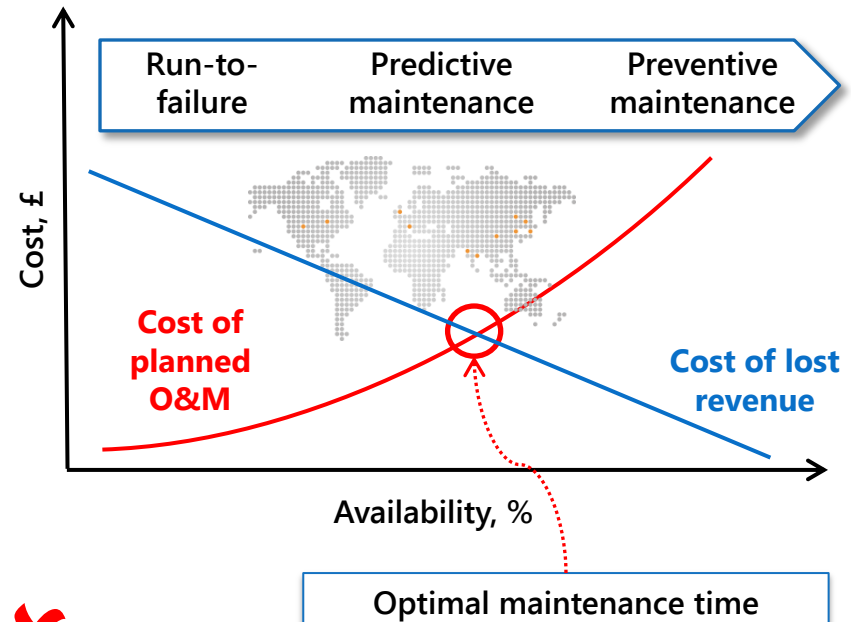 Run-to-
failure
Predictive
maintenance
Preventive
maintenance
Cost, £
Cost of
planned
O&M
Cost of lost
revenue
Availability, %
Optimal maintenance time